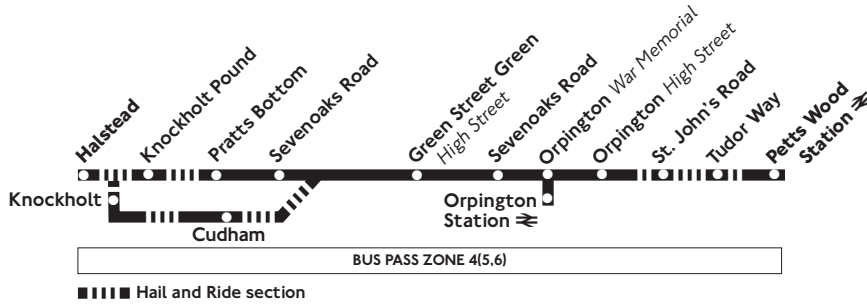 Halstead
Knockholt Pound
Pratts Bottom
Sevenoaks Road
Green Street Green
High Street
Sevenoaks Road
Orpington War Memorial
Orpington High Street
St. John's Road
Tudor Way
Petts Wood
Station
Knockholt
Cudham
Orpington
Station
BUS PASS ZONE 4(5,6)
Hail and Ride section